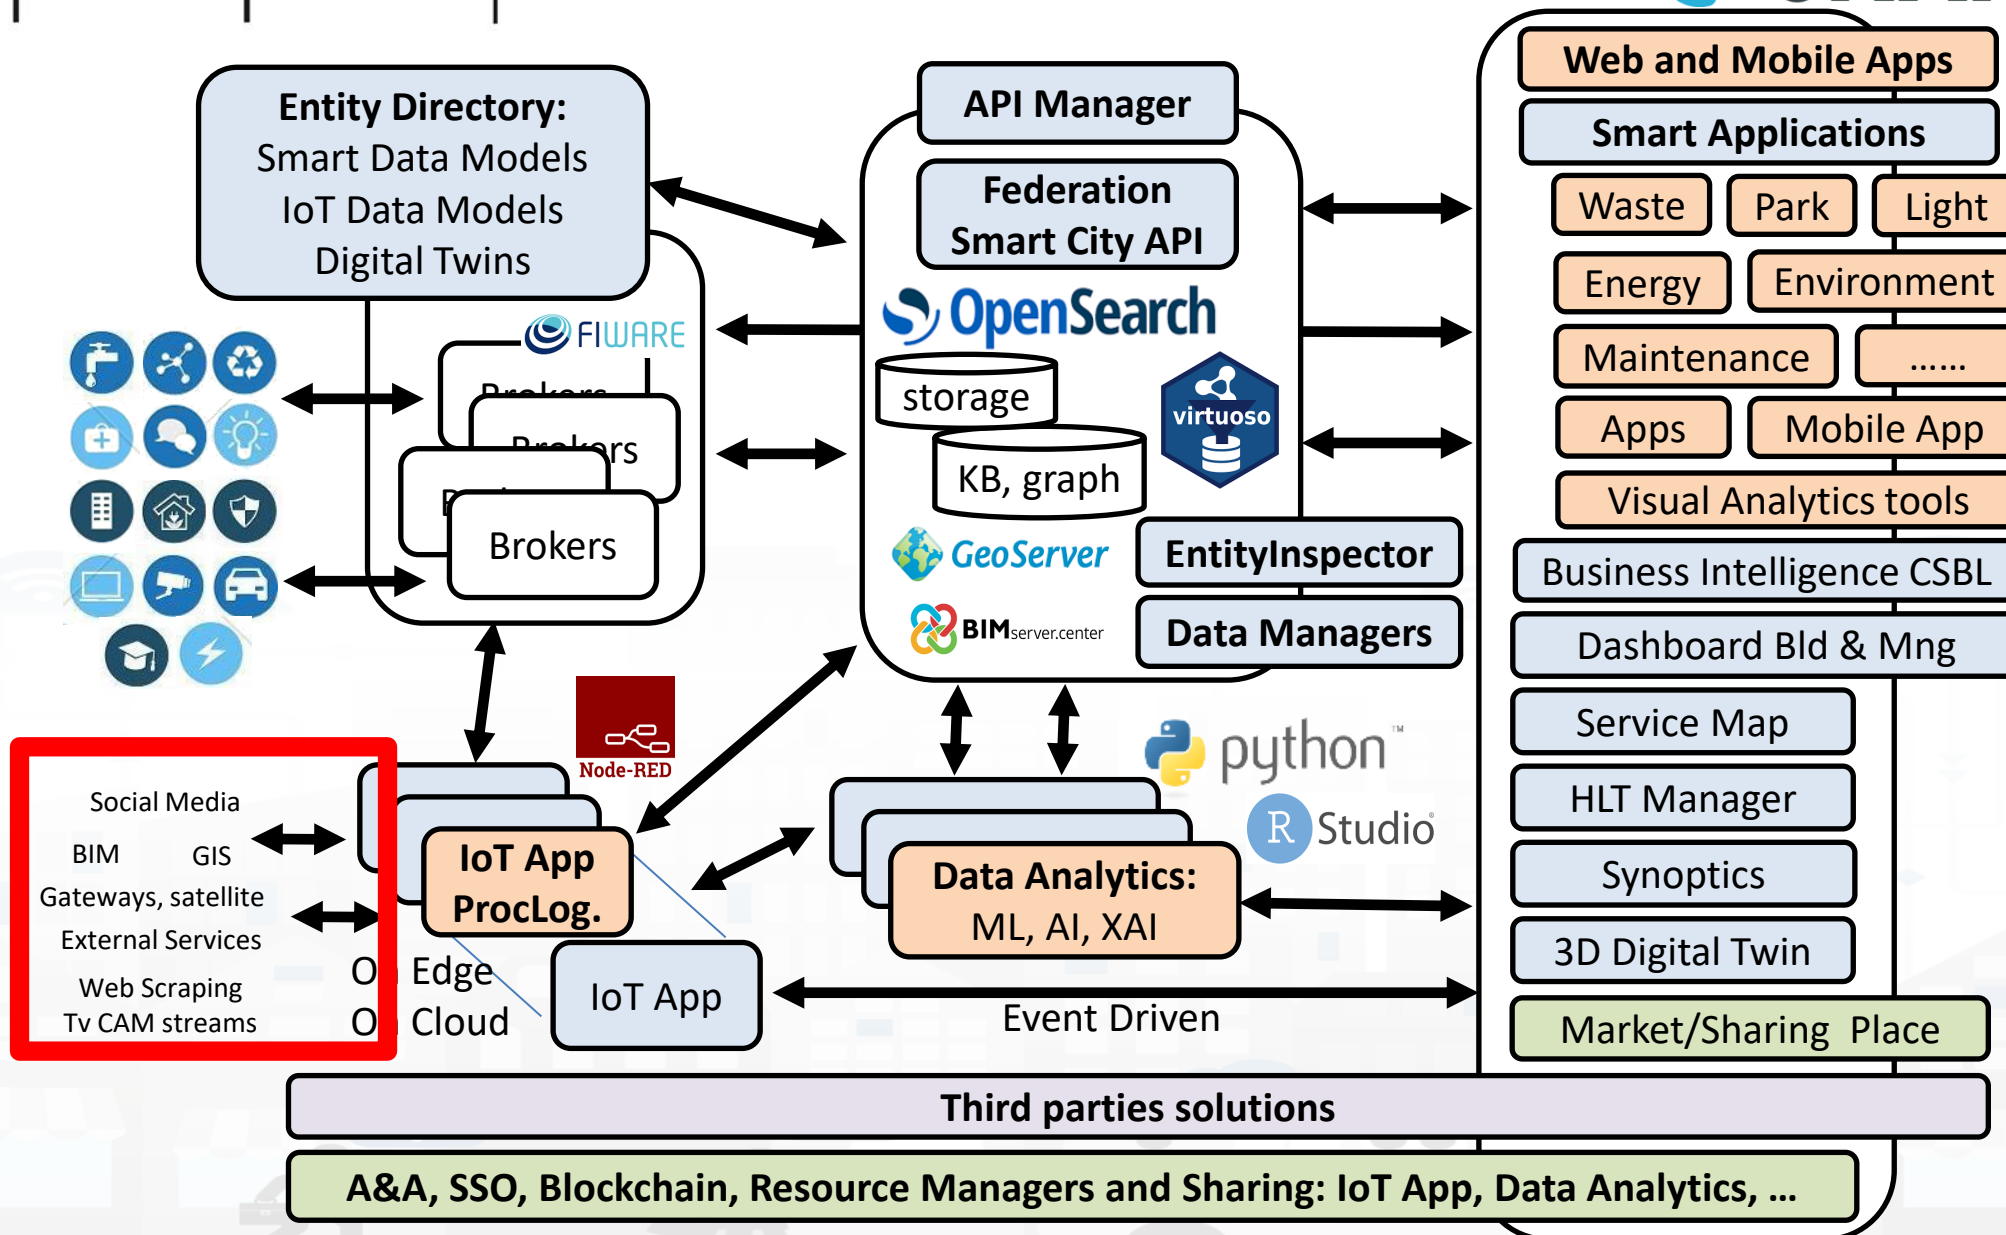 Entity Directory:
Smart Data Models
IoT Data Models
Digital Twins
FIWARE
Brokers
Brokers
Brokers
API Manager
Federation
Smart City API
OpenSearch
storage
virtuoso
KB, graph
GeoServer
EntityInspector
BIMserver.center
Data Managers
Web and Mobile Apps
Smart Applications
Waste
Park
Light
Energy
Environment
Maintenance
......
Apps
Mobile App
Visual Analytics tools
Business Intelligence CSBL
Dashboard Bld & Mng
Service Map
HLT Manager
Synoptics
3D Digital Twin
Market/Sharing Place
Node-RED
Social Media
BIM GIS
Gateways, satellite
External Services
Web Scraping
Tv CAM streams
IoT App
ProcLog.
On Edge
On Cloud
IoT App
python™
R Studio
Data Analytics:
ML, AI, XAI
Event Driven
Third parties solutions
A&A, SSO, Blockchain, Resource Managers and Sharing: IoT App, Data Analytics, ...